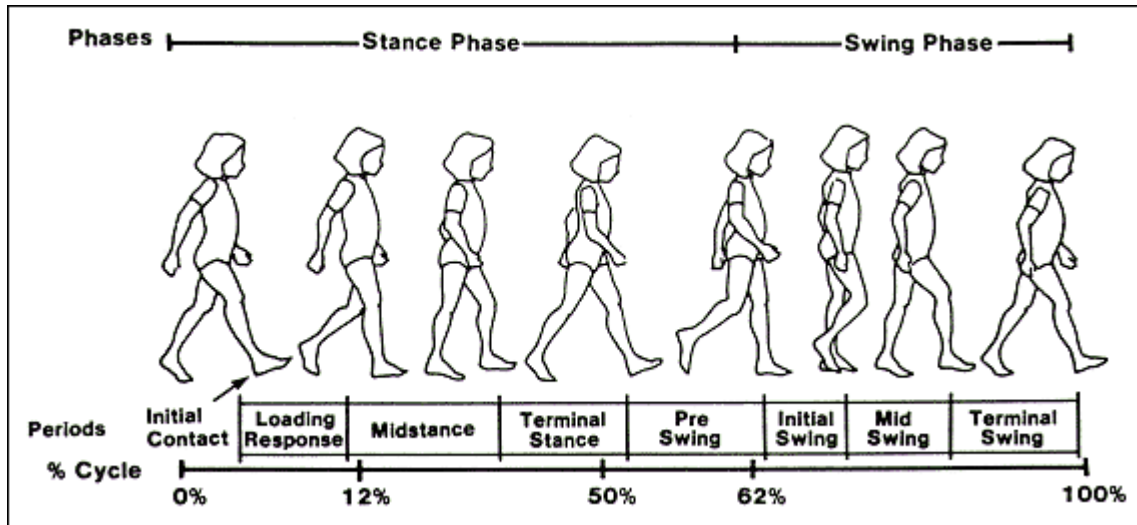 Phases Stance Phase Swing Phase
Initial Contact
Loading Response
Midstance
Terminal Stance
Pre Swing
Initial Swing
Mid Swing
Terminal Swing
Periods
% Cycle
0% 12% 50% 62% 100%